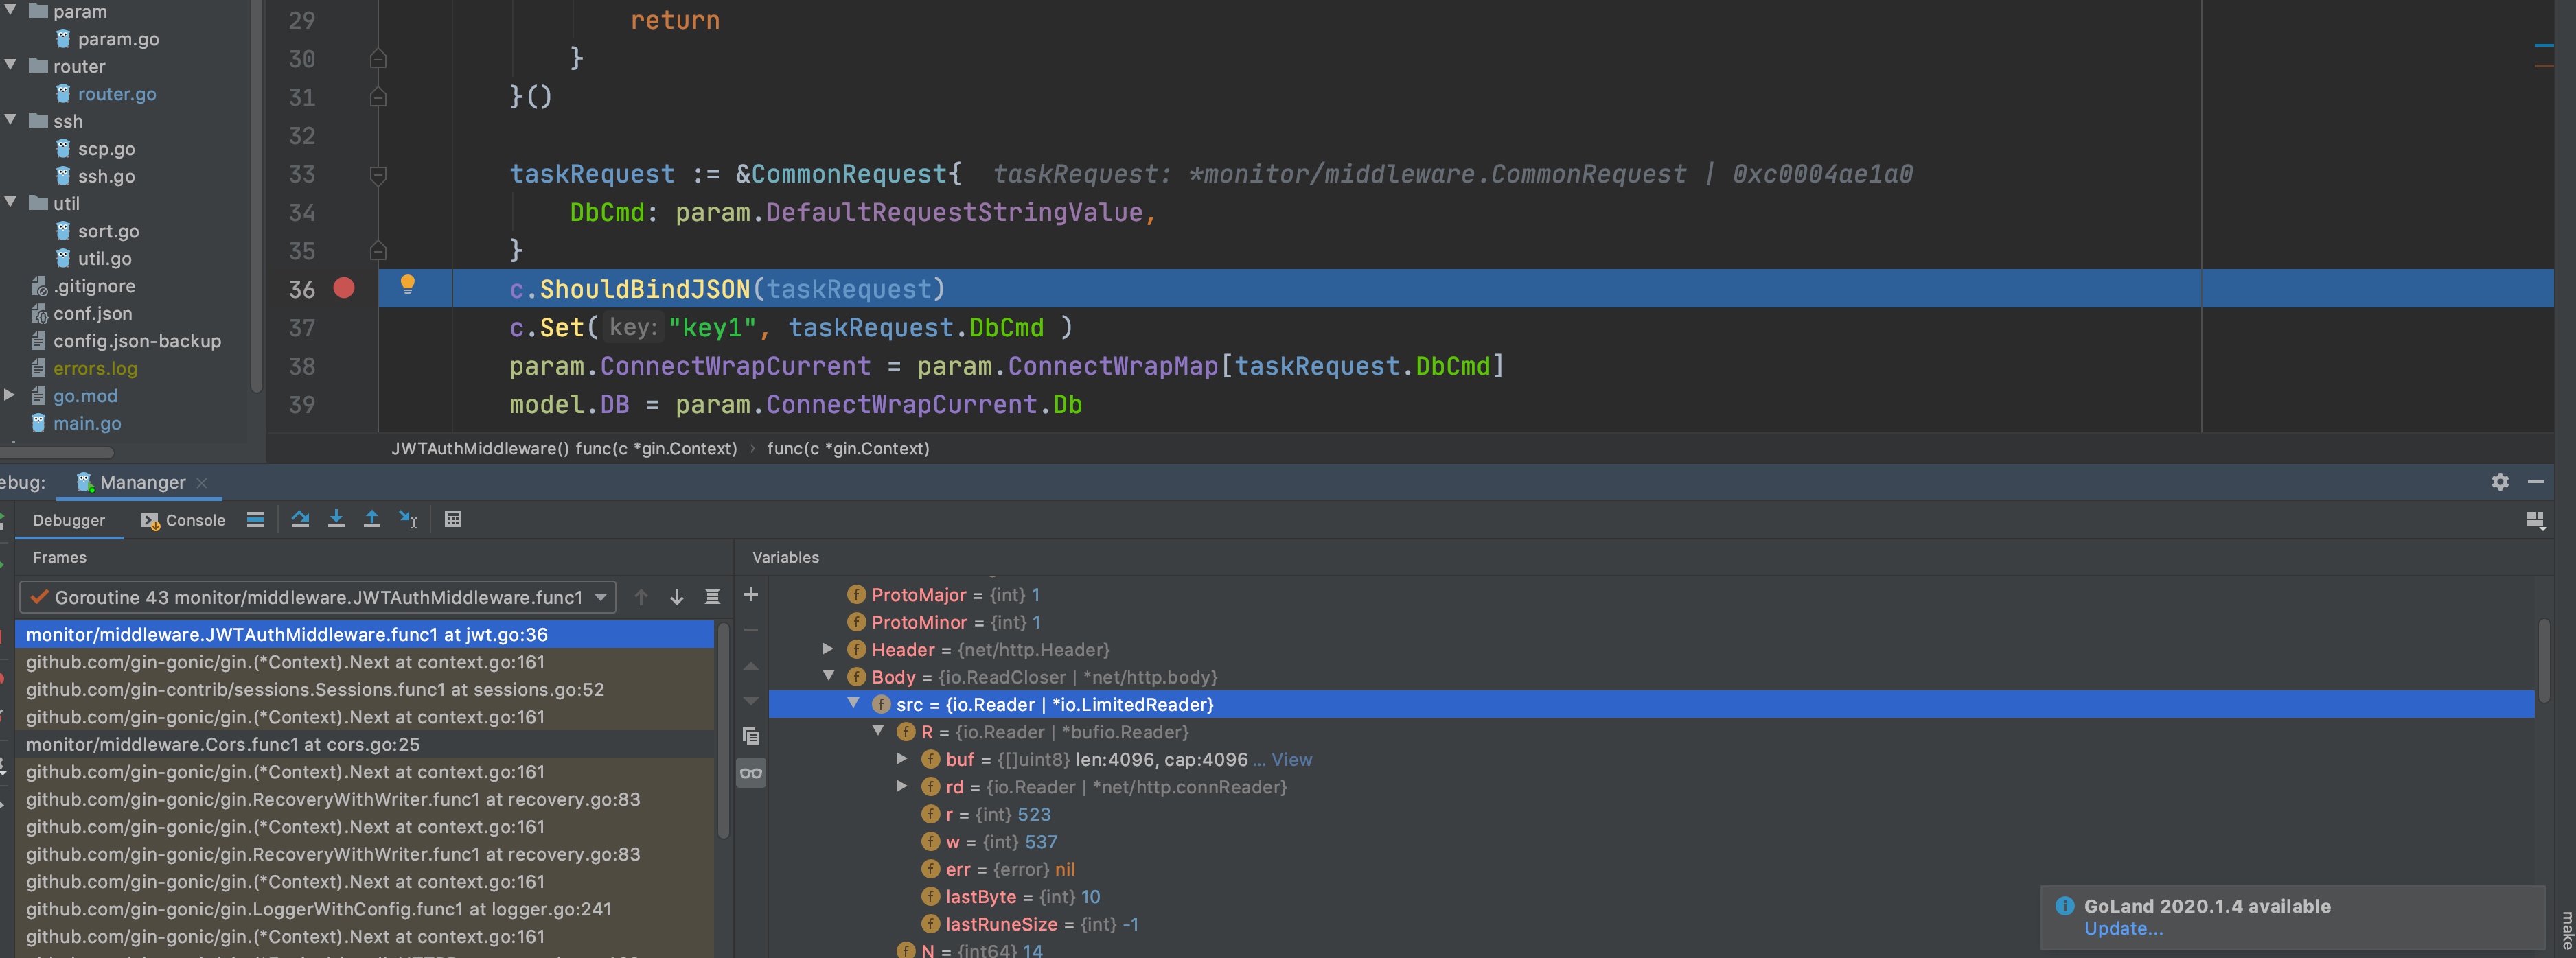 param
param.go
router
router.go
ssh
scp.go
ssh.go
util
sort.go
util.go
.gitignore
conf.json
config.json-backup
errors.log
go.mod
main.go
29 return
30 }
31 }()
32
33 taskRequest := &CommonRequest{ taskRequest: *monitor/middleware.CommonRequest | 0xc0004ae1a0
34 DbCmd: param.DefaultRequestStringValue,
35 }
36 c.ShouldBindJSON(taskRequest)
37 c.Set( key: "key1", taskRequest.DbCmd )
38 param.ConnectWrapCurrent = param.ConnectWrapMap[taskRequest.DbCmd]
39 model.DB = param.ConnectWrapCurrent.Db
JWTAuthMiddleware() func(c *gin.Context) › func(c *gin.Context)
ebug: Mananger
Debugger Console
Frames
Goroutine 43 monitor/middleware.JWTAuthMiddleware.func1
monitor/middleware.JWTAuthMiddleware.func1 at jwt.go:36
github.com/gin-gonic/gin.(*Context).Next at context.go:161
github.com/gin-contrib/sessions.Sessions.func1 at sessions.go:52
github.com/gin-gonic/gin.(*Context).Next at context.go:161
monitor/middleware.Cors.func1 at cors.go:25
github.com/gin-gonic/gin.(*Context).Next at context.go:161
github.com/gin-gonic/gin.RecoveryWithWriter.func1 at recovery.go:83
github.com/gin-gonic/gin.(*Context).Next at context.go:161
github.com/gin-gonic/gin.RecoveryWithWriter.func1 at recovery.go:83
github.com/gin-gonic/gin.(*Context).Next at context.go:161
github.com/gin-gonic/gin.LoggerWithConfig.func1 at logger.go:241
github.com/gin-gonic/gin.(*Context).Next at context.go:161
Variables
ProtoMajor = {int} 1
ProtoMinor = {int} 1
Header = {net/http.Header}
Body = {io.ReadCloser | *net/http.body}
src = {io.Reader | *io.LimitedReader}
R = {io.Reader | *bufio.Reader}
buf = {[]uint8} len:4096, cap:4096 ... View
rd = {io.Reader | *net/http.connReader}
r = {int} 523
w = {int} 537
err = {error} nil
lastByte = {int} 10
lastRuneSize = {int} -1
N = {int64} 14
GoLand 2020.1.4 available
Update...
make